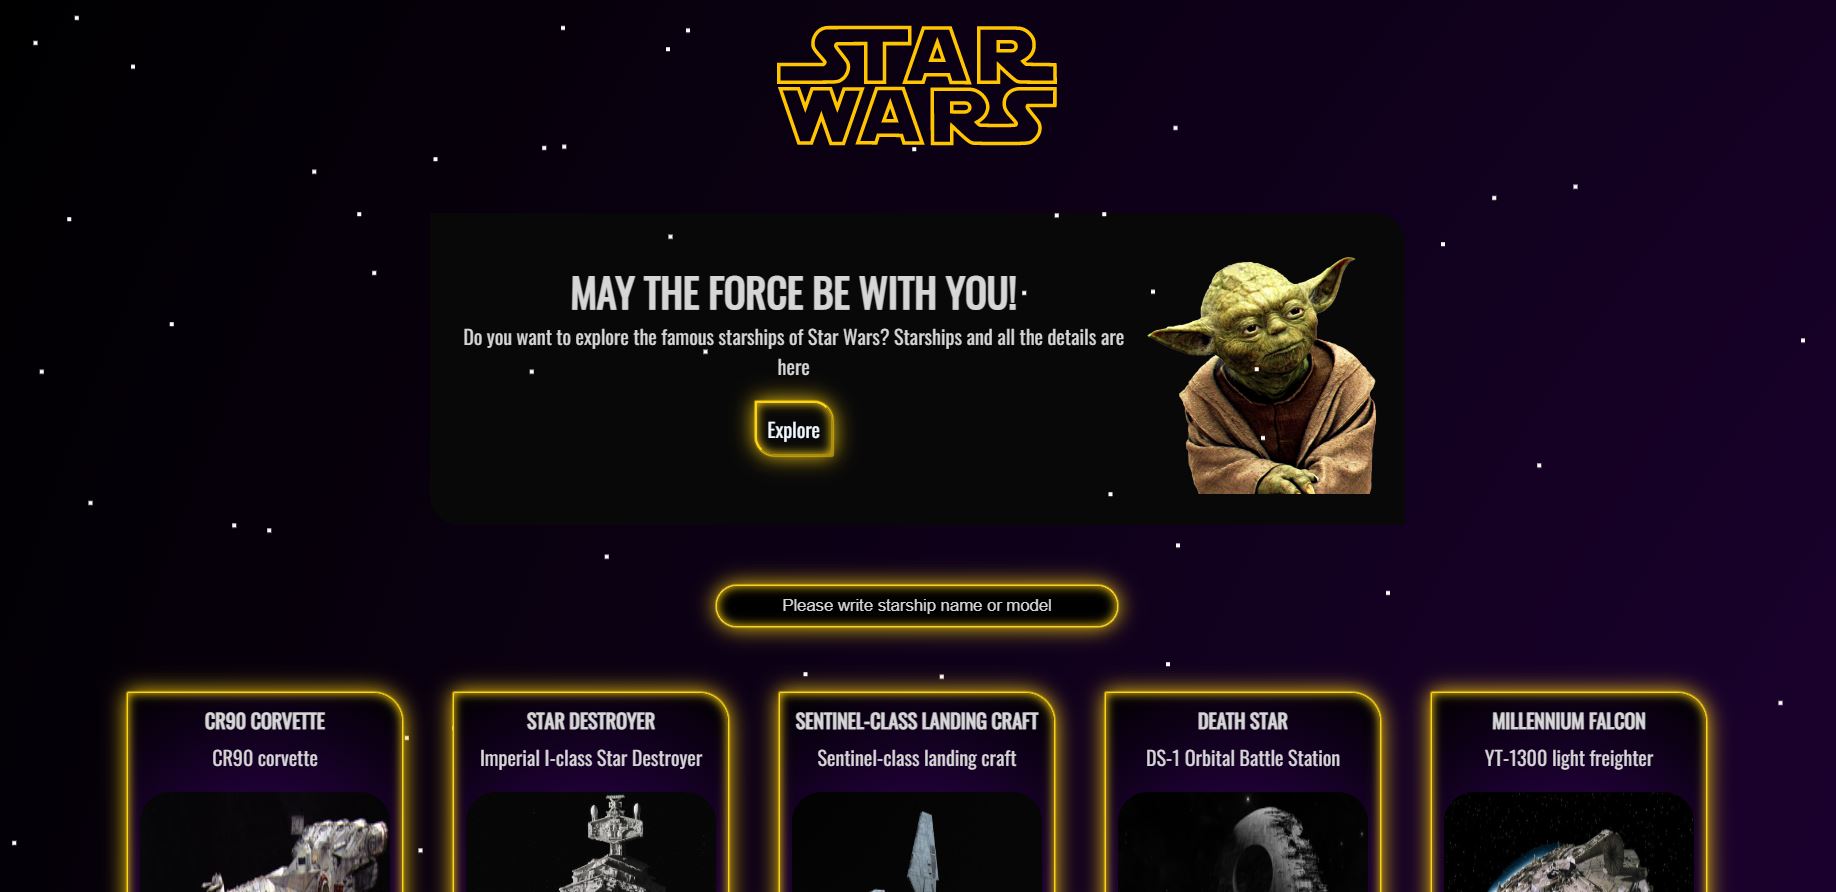 STAR
WARS
MAY THE FORCE BE WITH YOU!
Do you want to explore the famous starships of Star Wars? Starships and all the details are
here
Explore
Please write starship name or model
CR90 CORVETTE
CR90 corvette
STAR DESTROYER
Imperial I-class Star Destroyer
SENTINEL-CLASS LANDING CRAFT
Sentinel-class landing craft
DEATH STAR
DS-1 Orbital Battle Station
MILLENNIUM FALCON
YT-1300 light freighter